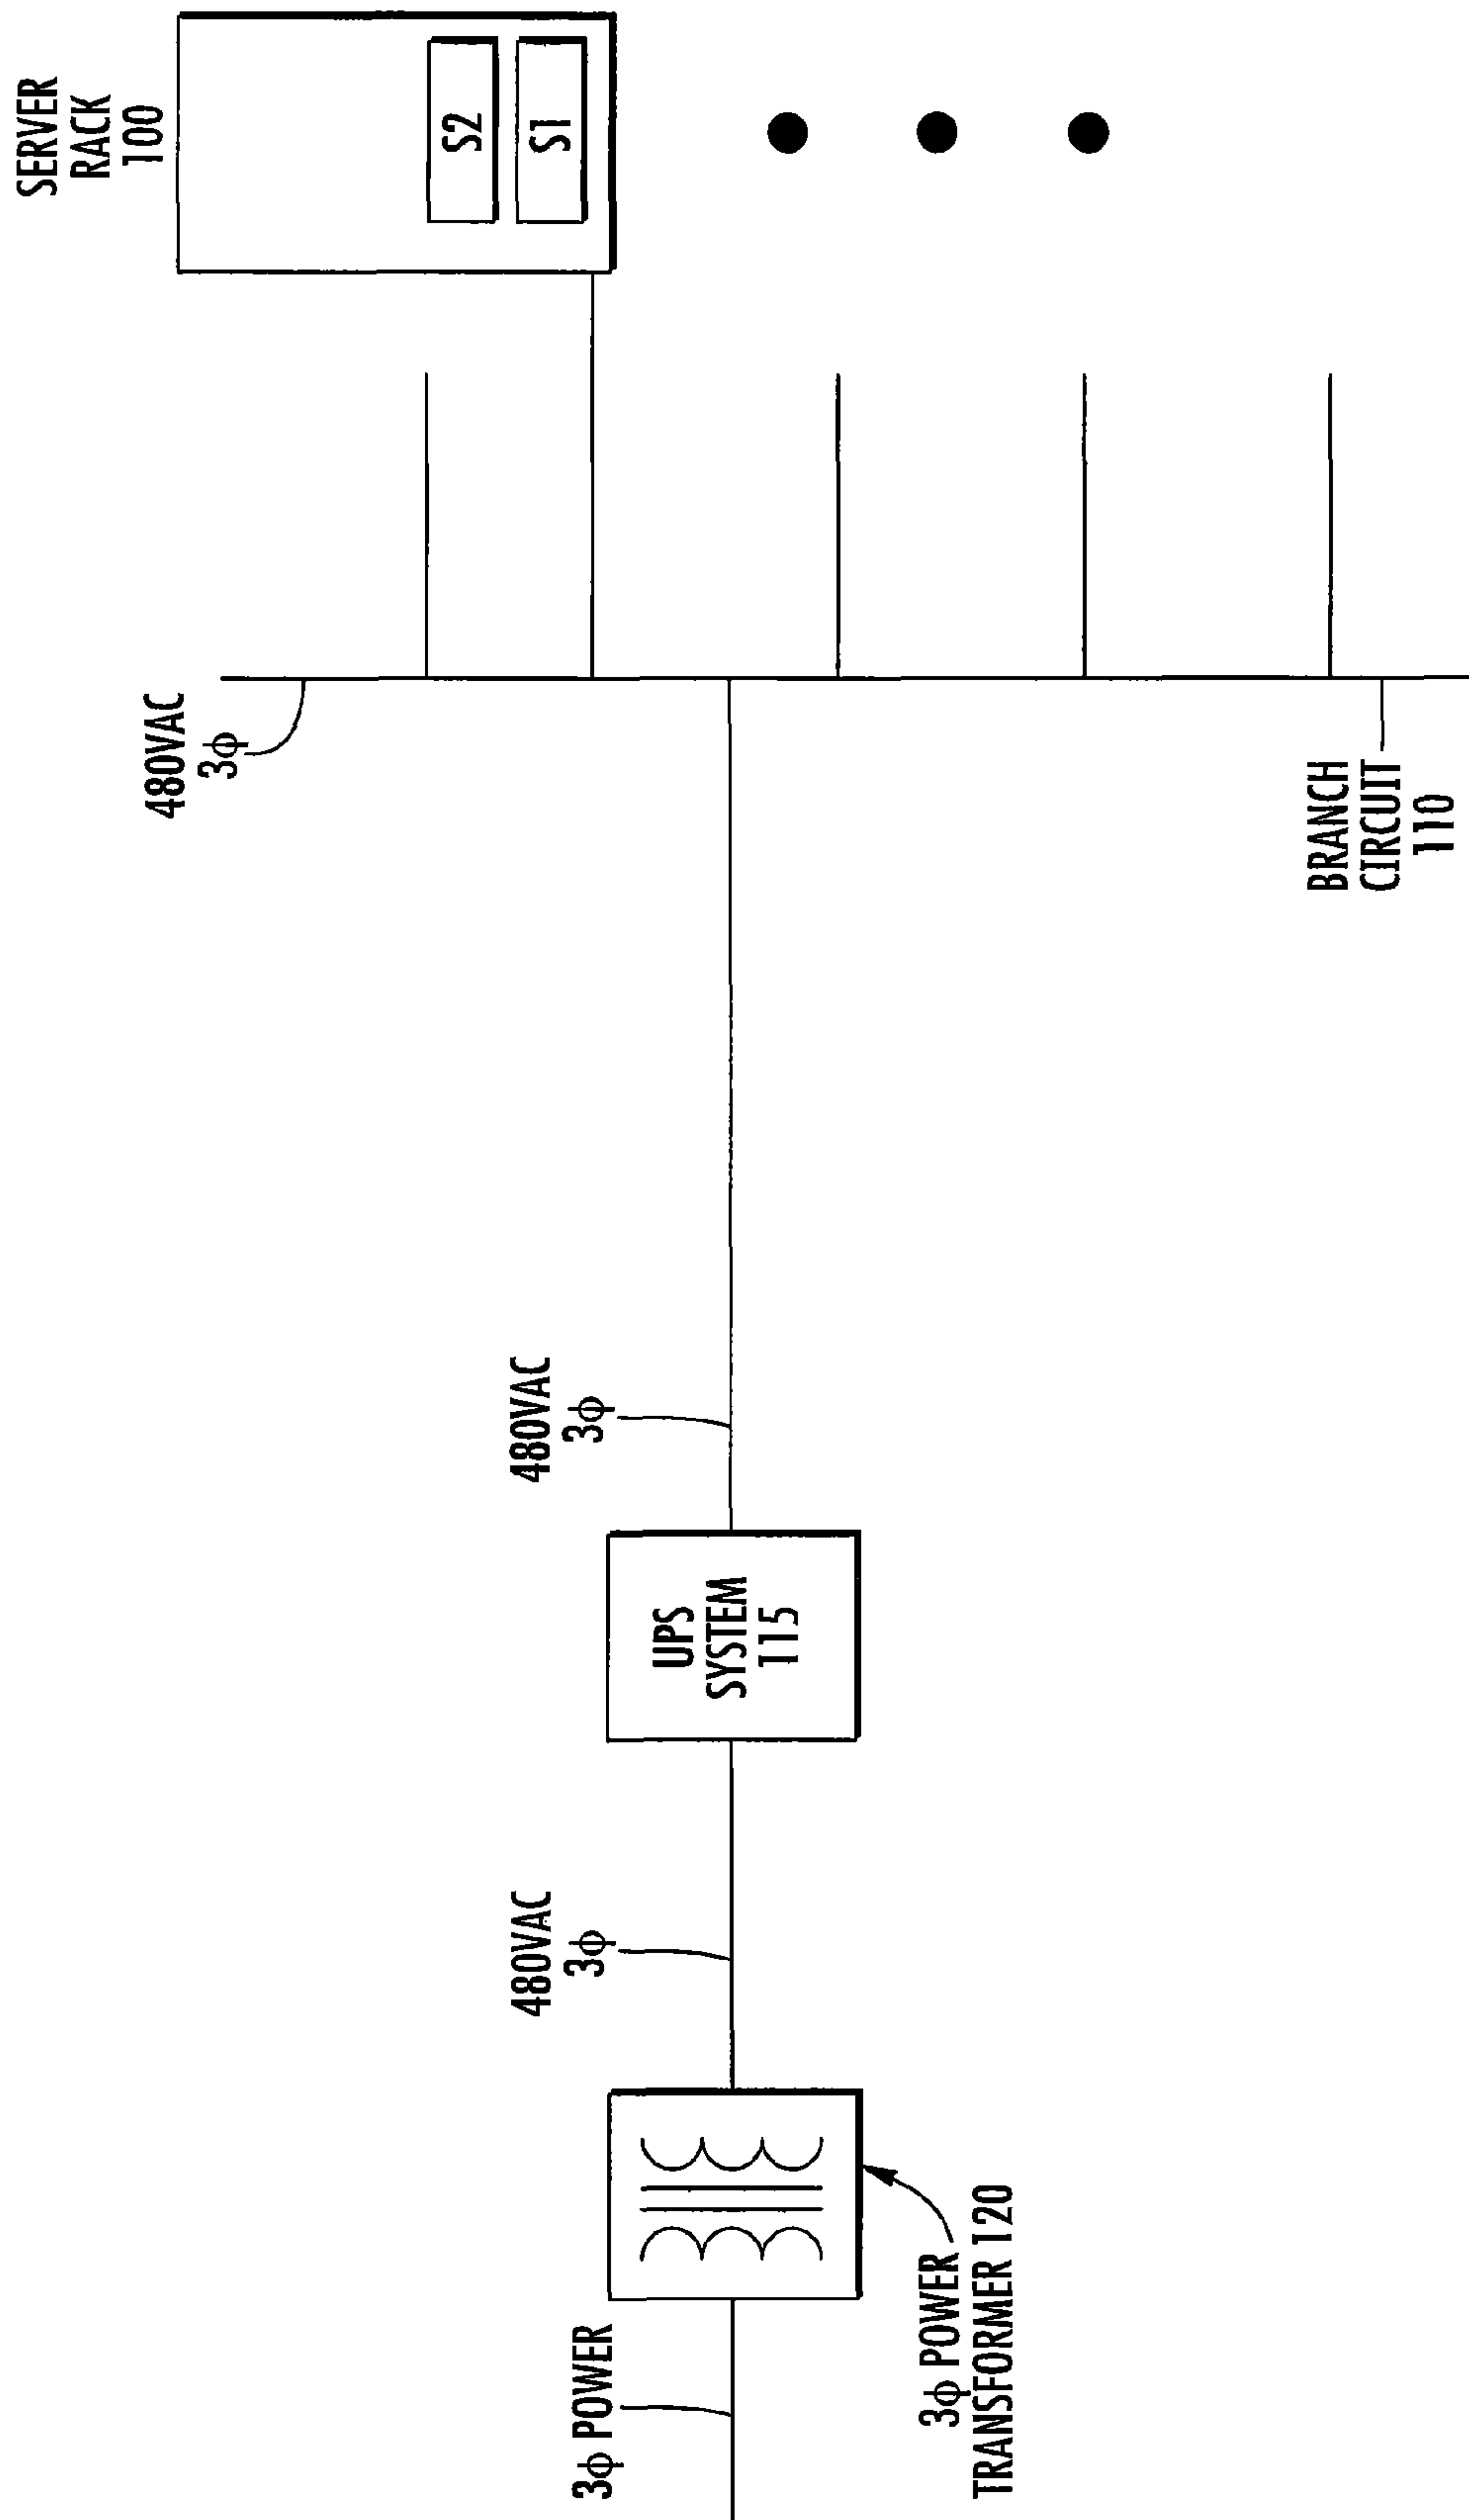 3ϕ POWER
3ϕ POWER
TRANSFORMER 120
480VAC
3ϕ
UPS
SYSTEM
115
480VAC
3ϕ
480VAC
3ϕ
BRANCH
CIRCUIT
110
SERVER
RACK
100
S2
S1